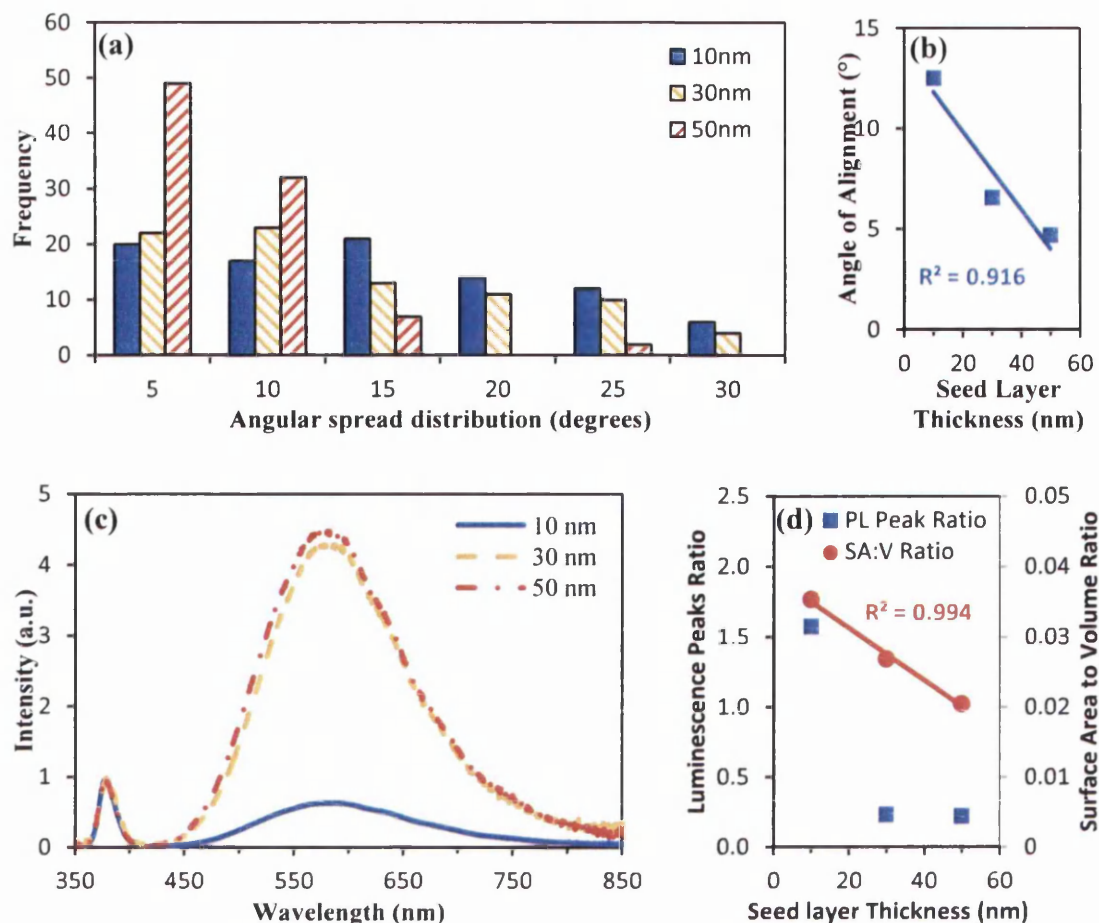 (a)
60
50
40
30
20
10
0
Frequency
10nm
30nm
50nm
5 10 15 20 25 30
Angular spread distribution (degrees)
(b)
15
10
5
0
Angle of Alignment (°)
R² = 0.916
0 20 40 60
Seed Layer
Thickness (nm)
(c)
5
4
3
2
1
0
Intensity (a.u.)
10 nm
30 nm
50 nm
350 450 550 650 750 850
Wavelength (nm)
(d)
2.5
2.0
1.5
1.0
0.5
0.0
Luminescence Peaks Ratio
PL Peak Ratio
SA:V Ratio
R² = 0.994
0.05
0.04
0.03
0.02
0.01
0
Surface Area to Volume Ratio
0 20 40 60
Seed layer Thickness (nm)